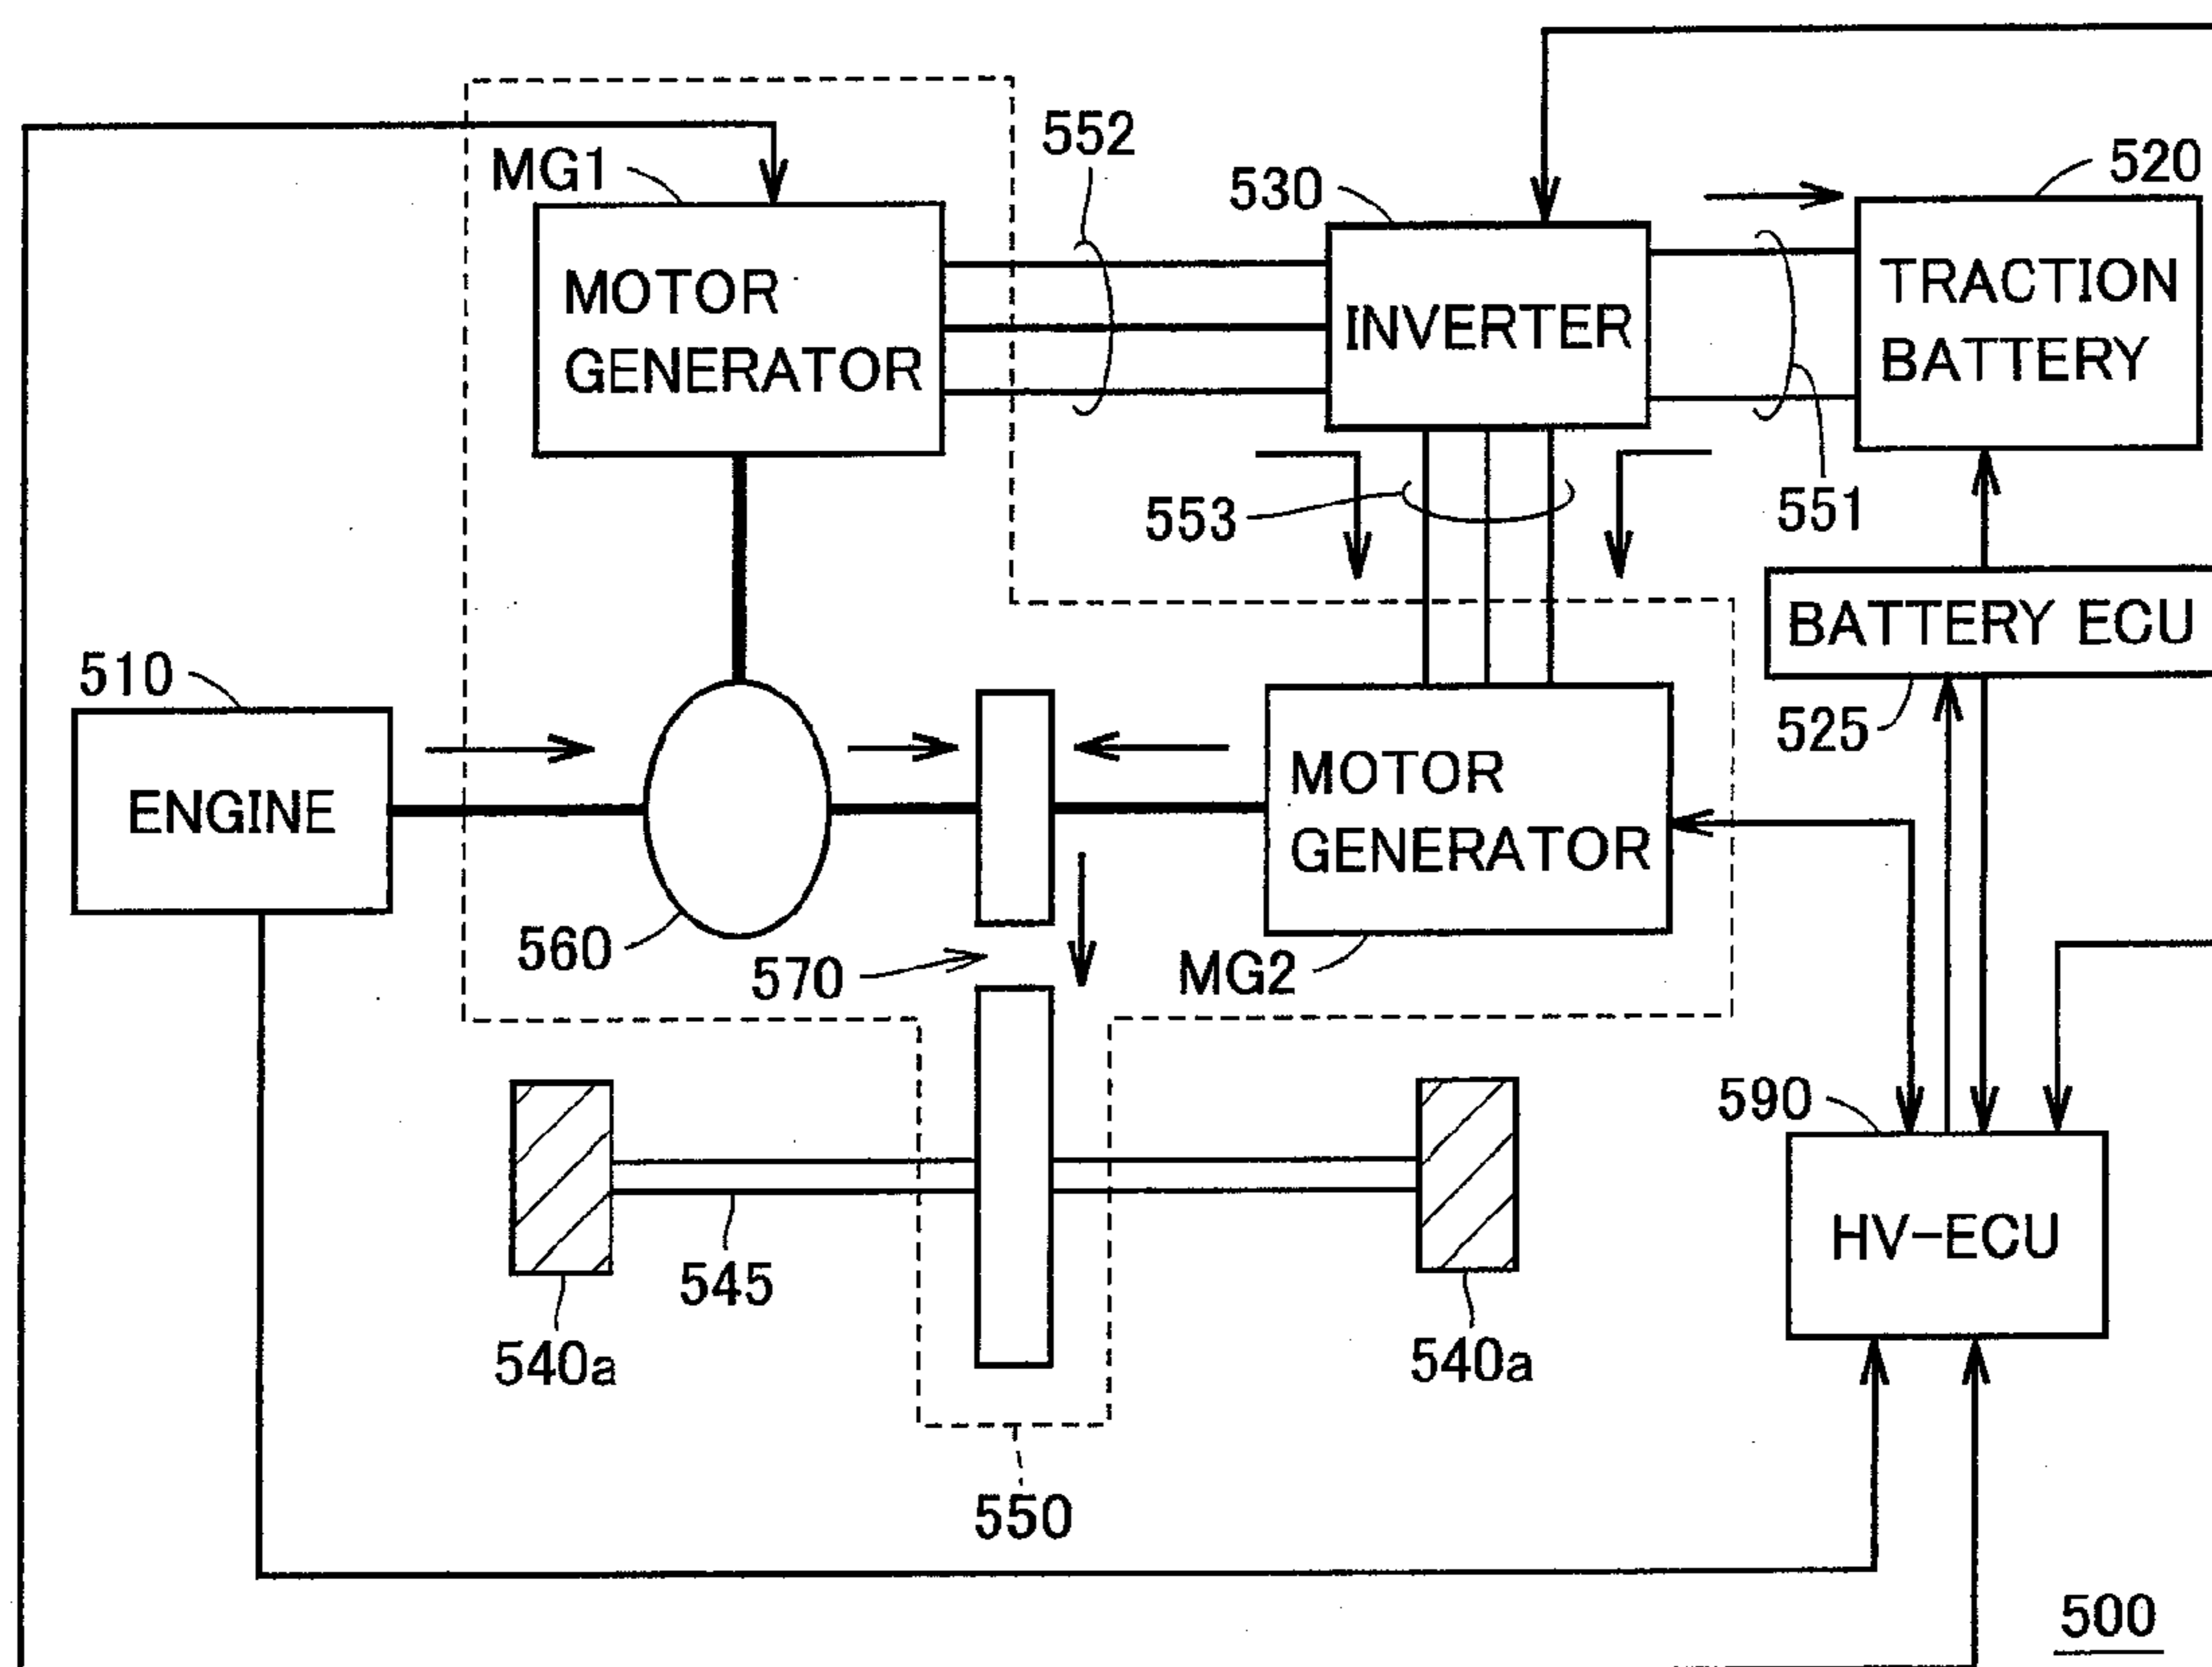 552
MG1
520
530
MOTOR
GENERATOR
INVERTER
TRACTION
BATTERY
553
551
BATTERY ECU
510
525
ENGINE
MOTOR
GENERATOR
560
570
MG2
590
HV-ECU
545
540a
540a
550
500